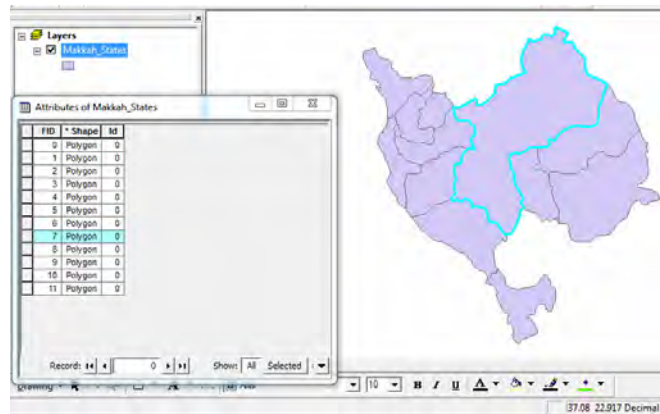 Layers
Makkah_States
Attributes of Makkah_States
FID * Shape Id
0 Polygon 0
1 Polygon 0
2 Polygon 0
3 Polygon 0
4 Polygon 0
5 Polygon 0
6 Polygon 0
7 Polygon 0
8 Polygon 0
9 Polygon 0
10 Polygon 0
11 Polygon 0
Record: 0 Show: All Selected
Drawing 10 B I U A
37.08 22.917 Decimal